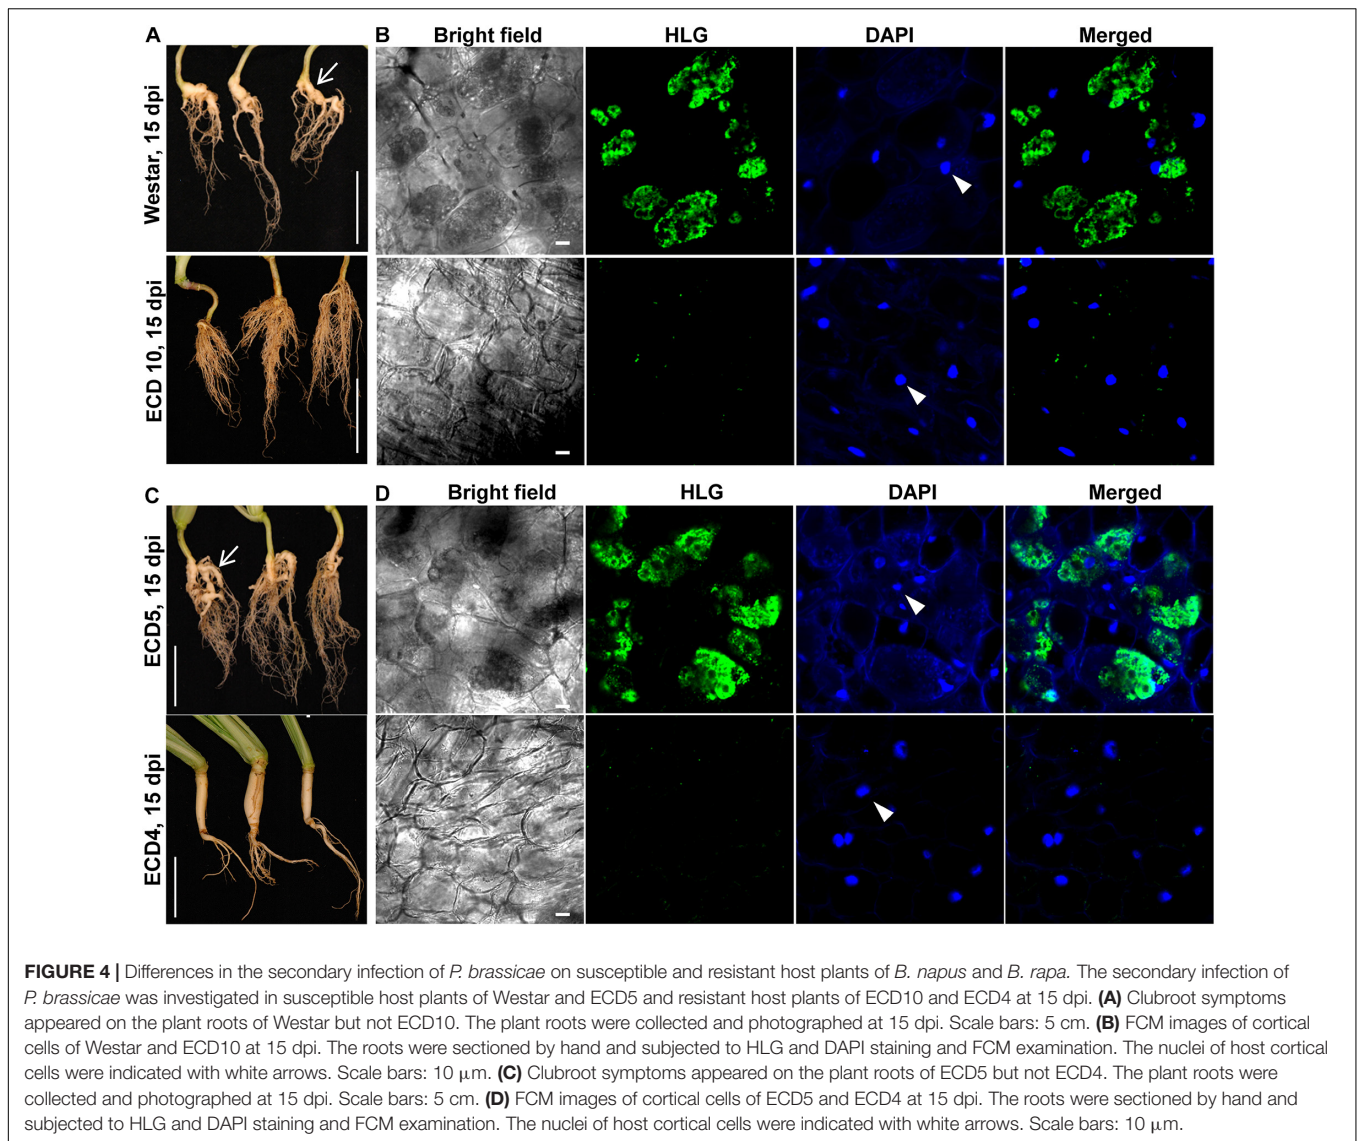 A
B
Bright field
HLG
DAPI
Merged
Westar, 15 dpi
ECD 10, 15 dpi
C
D
Bright field
HLG
DAPI
Merged
ECD5, 15 dpi
ECD4, 15 dpi
FIGURE 4 | Differences in the secondary infection of P. brassicae on susceptible and resistant host plants of B. napus and B. rapa. The secondary infection of
P. brassicae was investigated in susceptible host plants of Westar and ECD5 and resistant host plants of ECD10 and ECD4 at 15 dpi. (A) Clubroot symptoms
appeared on the plant roots of Westar but not ECD10. The plant roots were collected and photographed at 15 dpi. Scale bars: 5 cm. (B) FCM images of cortical
cells of Westar and ECD10 at 15 dpi. The roots were sectioned by hand and subjected to HLG and DAPI staining and FCM examination. The nuclei of host cortical
cells were indicated with white arrows. Scale bars: 10 μm. (C) Clubroot symptoms appeared on the plant roots of ECD5 but not ECD4. The plant roots were
collected and photographed at 15 dpi. Scale bars: 5 cm. (D) FCM images of cortical cells of ECD5 and ECD4 at 15 dpi. The roots were sectioned by hand and
subjected to HLG and DAPI staining and FCM examination. The nuclei of host cortical cells were indicated with white arrows. Scale bars: 10 μm.